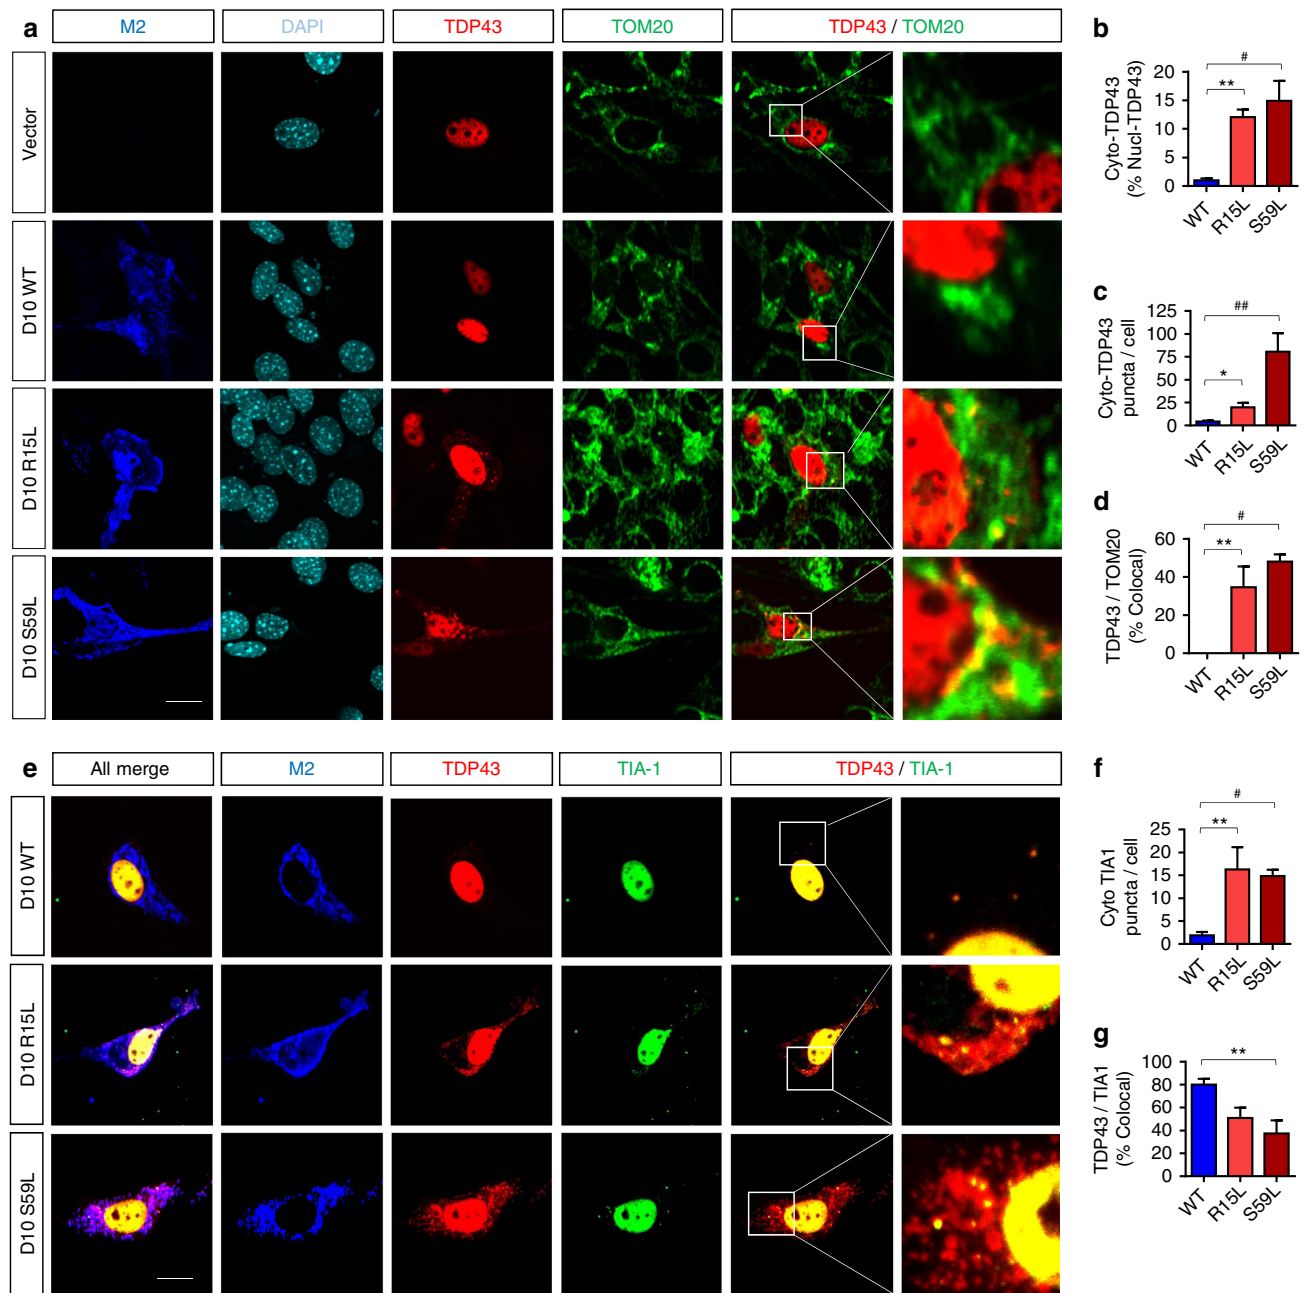 a
M2
DAPI
TDP43
TOM20
TDP43 / TOM20
Vector
D10 WT
D10 R15L
D10 S59L
b
Cyto-TDP43
(% Nucl-TDP43)
20
15
10
5
0
**
#
WT
R15L
S59L
c
Cyto-TDP43
puncta / cell
125
100
75
50
25
0
*
##
WT
R15L
S59L
d
TDP43 / TOM20
(% Colocal)
60
40
20
0
**
#
WT
R15L
S59L
e
All merge
M2
TDP43
TIA-1
TDP43 / TIA-1
D10 WT
D10 R15L
D10 S59L
f
Cyto TIA1
puncta / cell
25
20
15
10
5
0
**
#
WT
R15L
S59L
g
TDP43 / TIA1
(% Colocal)
100
80
60
40
20
0
**
WT
R15L
S59L